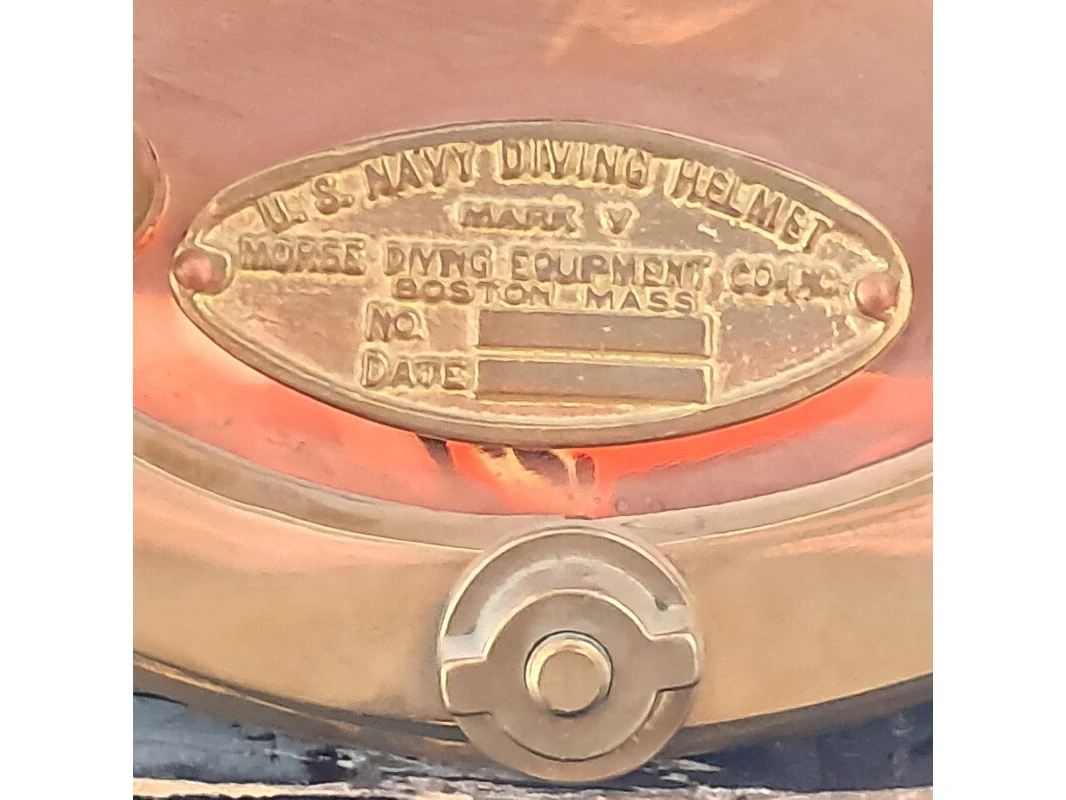 U. S. NAVY DIVING HELMET
MARK V
MORSE DIVING EQUIPMENT CO. INC.
BOSTON MASS
NO.
DATE